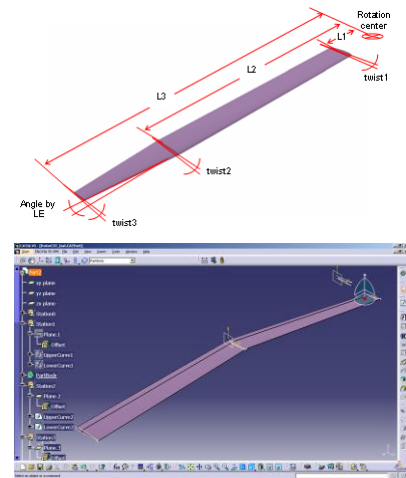 Rotation
center
L1
L2
L3
twist1
twist2
Angle by
LE
twist3
xy plane
yz plane
zx plane
Station0
Station1
Plane.1
Offset
UpperCurve1
LowerCurve1
PartBody
Station2
Plane.2
Offset
UpperCurve2
LowerCurve2
Station3
Plane.3
Offset